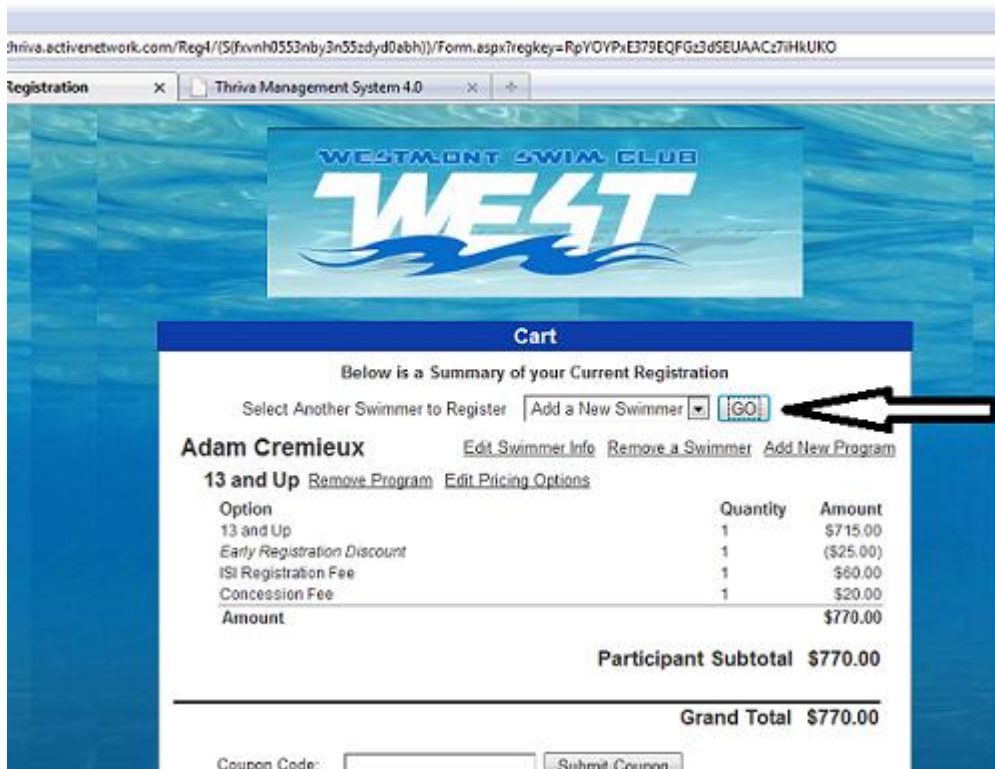 thriva.activenetwork.com/Reg4/(S(fxvnh0553nby3n55zdyd0abh))/Form.aspx?regkey=RpYOYPxE379EQFGz3dSEUAACz7iHkUKO
Registration Thriva Management System 4.0
WESTMONT SWIM CLUB
WEST
Cart
Below is a Summary of your Current Registration
Select Another Swimmer to Register Add a New Swimmer GO
Adam Cremieux Edit Swimmer Info Remove a Swimmer Add New Program
13 and Up Remove Program Edit Pricing Options
Option Quantity Amount
13 and Up 1 $715.00
Early Registration Discount 1 ($25.00)
ISI Registration Fee 1 $60.00
Concession Fee 1 $20.00
Amount $770.00
Participant Subtotal $770.00
Grand Total $770.00
Coupon Code: Submit Coupon